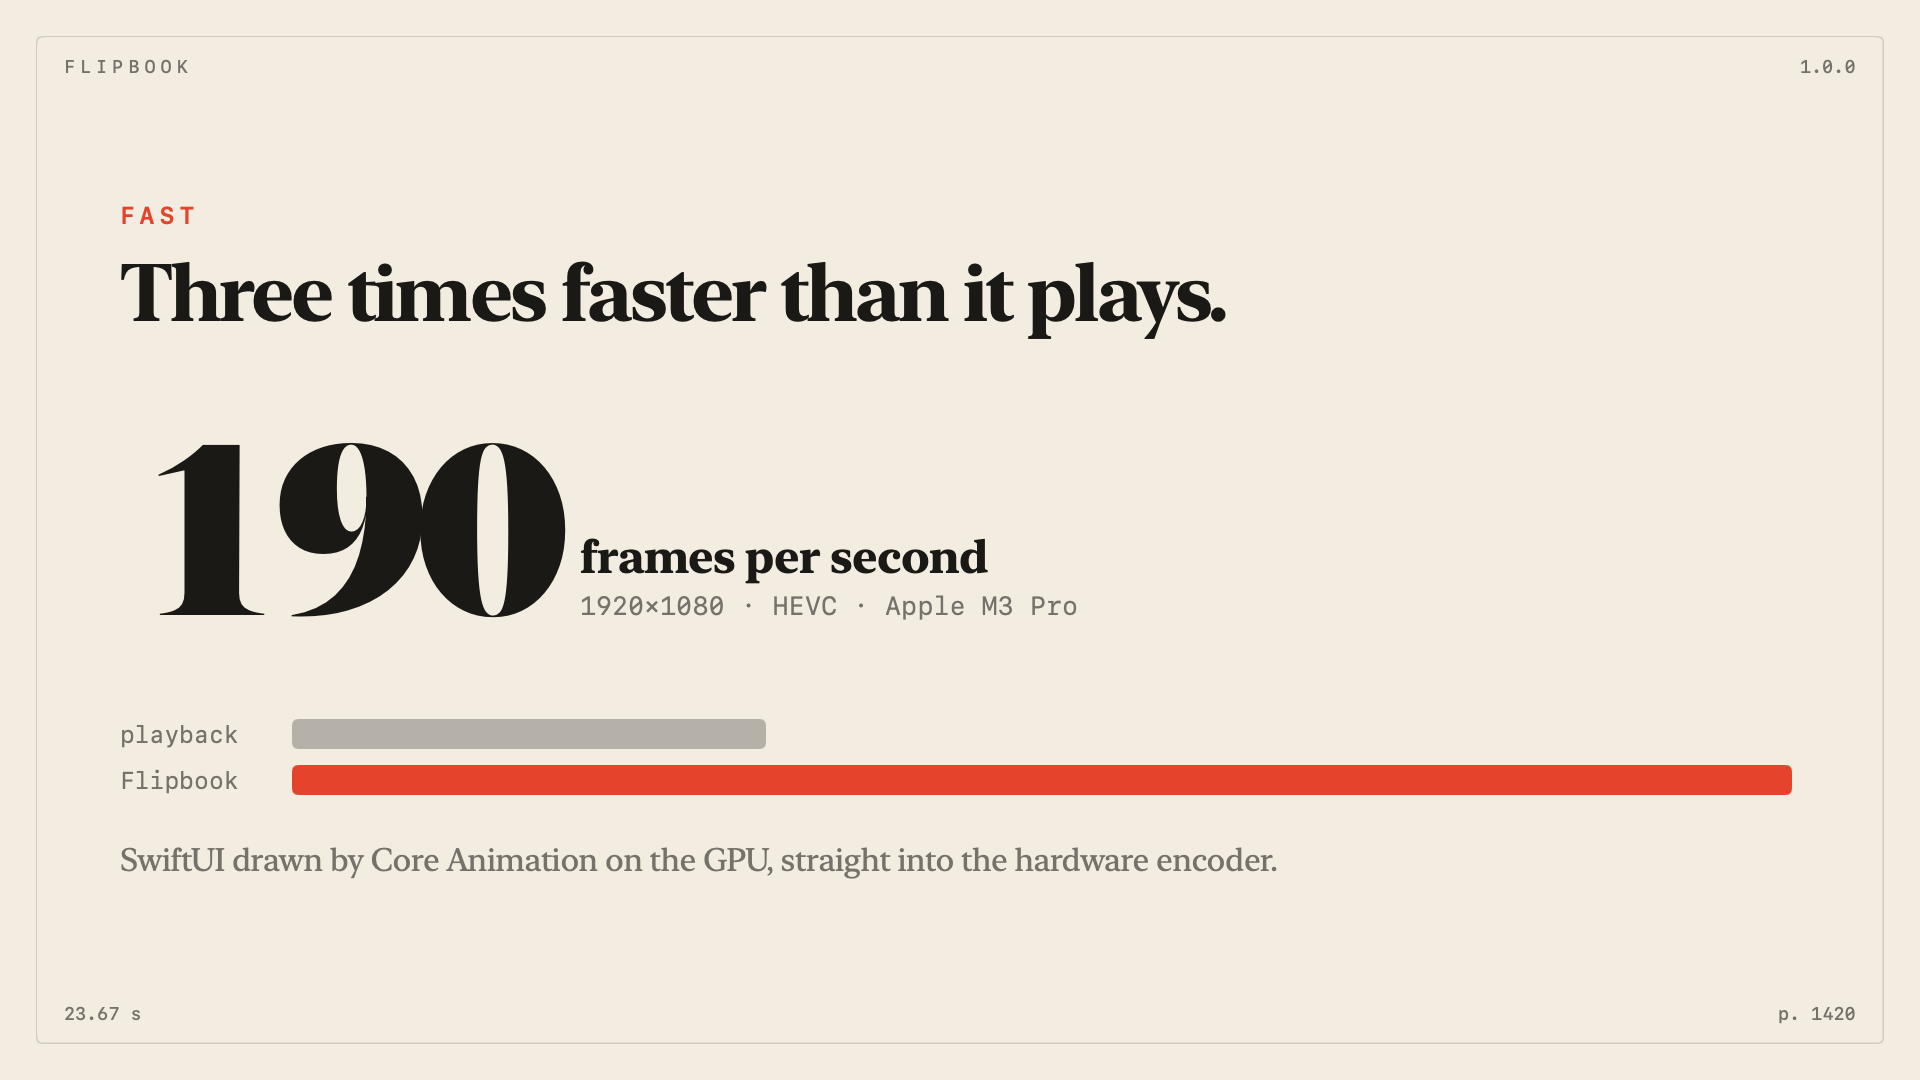 FLIPBOOK
1.0.0
FAST
Three times faster than it plays.
190
frames per second
1920×1080 · HEVC · Apple M3 Pro
playback
Flipbook
SwiftUI drawn by Core Animation on the GPU, straight into the hardware encoder.
23.67 s
p. 1420